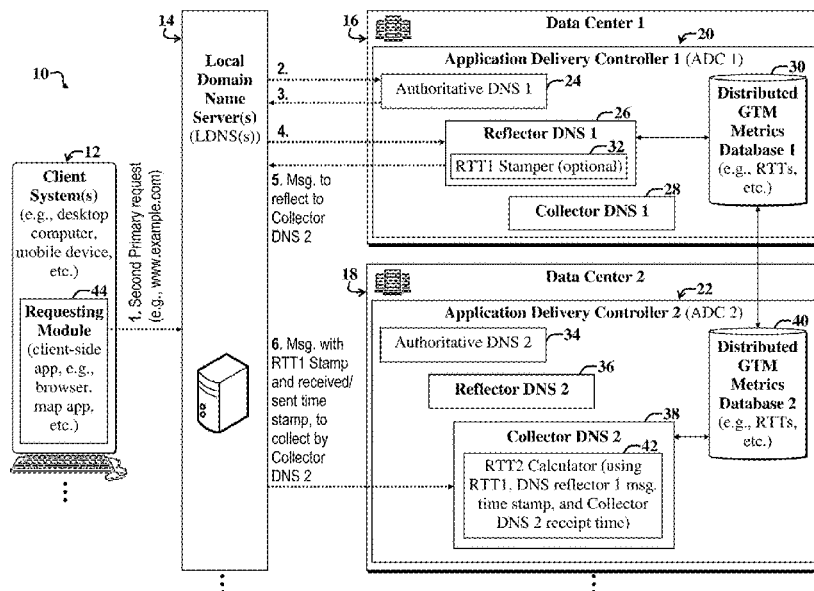 10
12
Client
System(s)
(e.g., desktop
computer,
mobile device,
etc.)
44
Requesting
Module
(client-side
app, e.g.,
browser,
map app,
etc.)
1. Second Primary request
(e.g., www.example.com)
14
Local
Domain
Name
Server(s)
(LDNS(s))
2.
3.
4.
5. Msg. to
reflect to
Collector
DNS 2
6. Msg. with
RTT1 Stamp
and received/
sent time
stamp, to
collect by
Collector
DNS 2
16
Data Center 1
20
Application Delivery Controller 1 (ADC 1)
Authoritative DNS 1
24
26
Reflector DNS 1
32
RTT1 Stamper (optional)
28
Collector DNS 1
30
Distributed
GTM
Metrics
Database 1
(e.g., RTTs,
etc.)
18
Data Center 2
22
Application Delivery Controller 2 (ADC 2)
Authoritative DNS 2
34
36
Reflector DNS 2
38
Collector DNS 2
42
RTT2 Calculator (using
RTT1, DNS reflector 1 msg.
time stamp, and Collector
DNS 2 receipt time)
40
Distributed
GTM
Metrics
Database 2
(e.g., RTTs,
etc.)